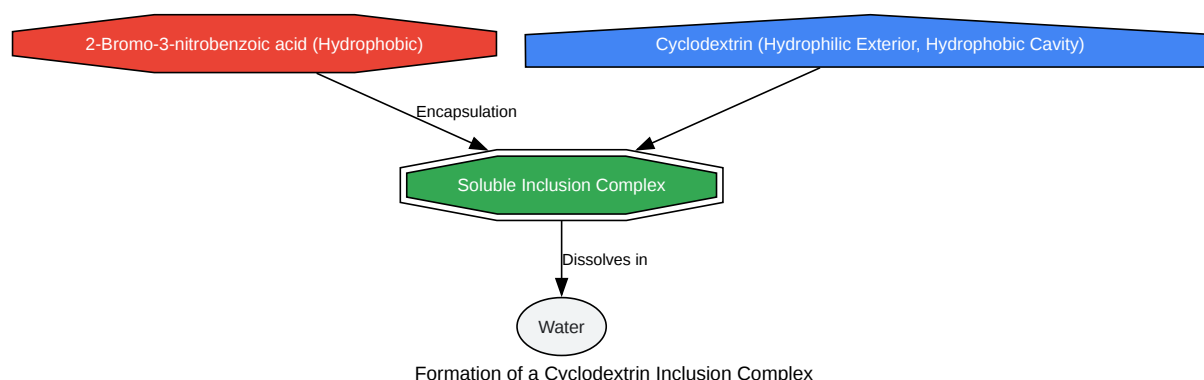 2-Bromo-3-nitrobenzoic acid (Hydrophobic)
Cyclodextrin (Hydrophilic Exterior, Hydrophobic Cavity)
Encapsulation
Soluble Inclusion Complex
Dissolves in
Water
Formation of a Cyclodextrin Inclusion Complex